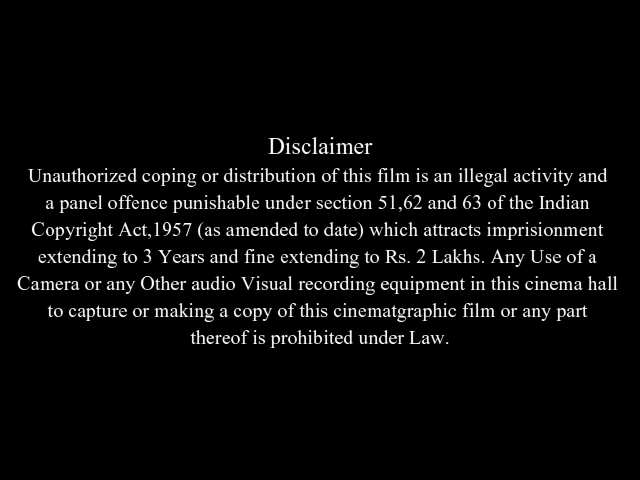 Disclaimer
Unauthorized coping or distribution of this film is an illegal activity and
a panel offence punishable under section 51,62 and 63 of the Indian
Copyright Act,1957 (as amended to date) which attracts imprisionment
extending to 3 Years and fine extending to Rs. 2 Lakhs. Any Use of a
Camera or any Other audio Visual recording equipment in this cinema hall
to capture or making a copy of this cinematgraphic film or any part
thereof is prohibited under Law.